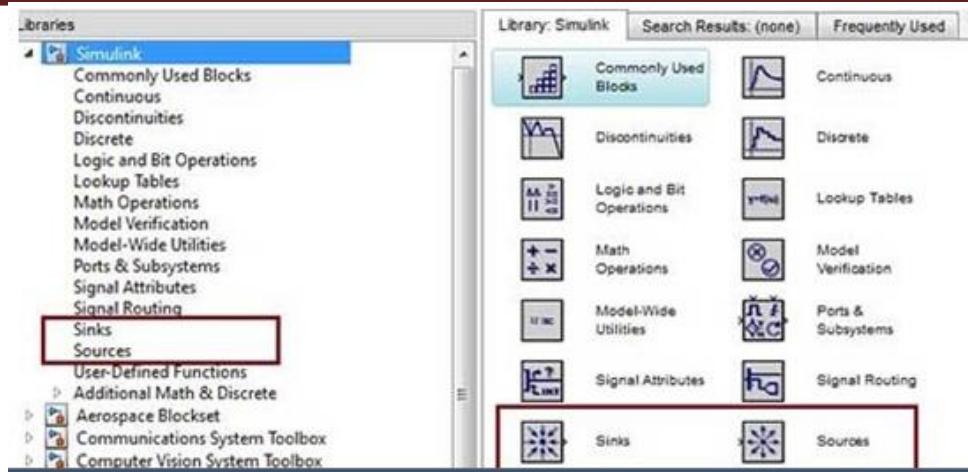 Libraries
Simulink
Commonly Used Blocks
Continuous
Discontinuities
Discrete
Logic and Bit Operations
Lookup Tables
Math Operations
Model Verification
Model-Wide Utilities
Ports & Subsystems
Signal Attributes
Signal Routing
Sinks
Sources
User-Defined Functions
Additional Math & Discrete
Aerospace Blockset
Communications System Toolbox
Computer Vision System Toolbox
Library: Simulink
Search Results: (none)
Frequently Used
Commonly Used
Blocks
Continuous
Discontinuities
Discrete
Logic and Bit
Operations
Lookup Tables
Math
Operations
Model
Verification
Model-Wide
Utilities
Ports &
Subsystems
Signal Attributes
Signal Routing
Sinks
Sources